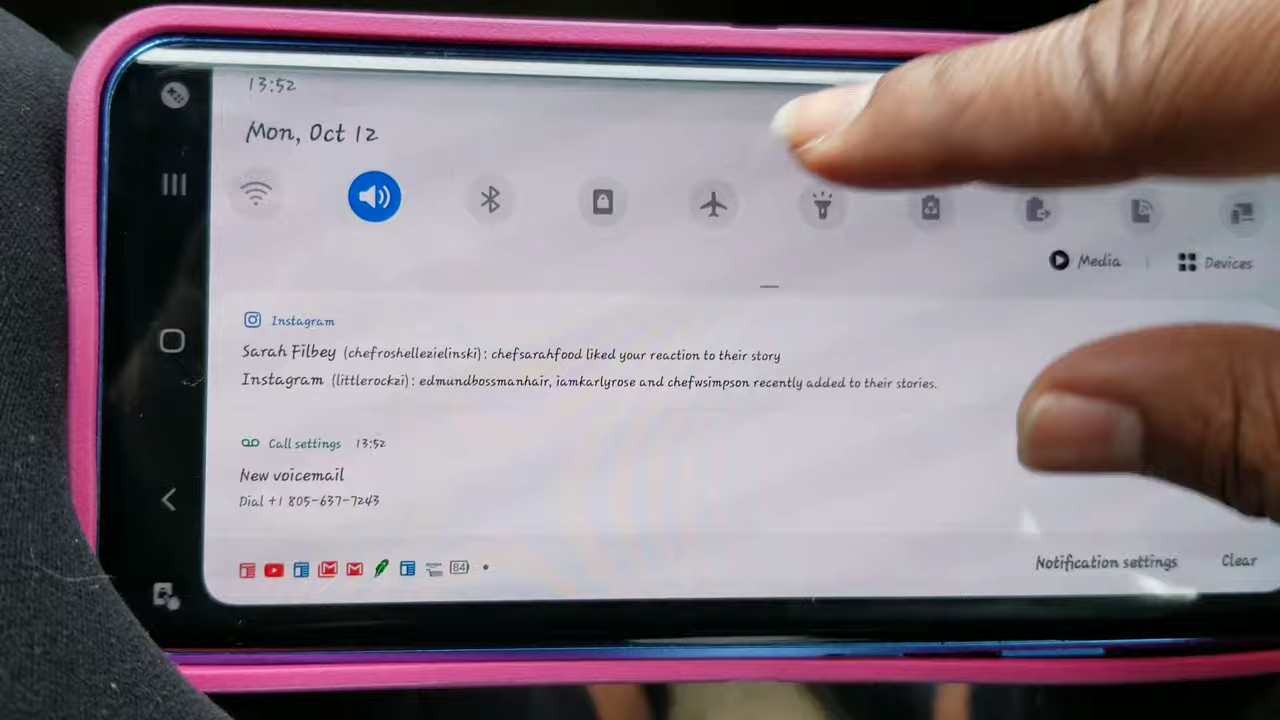 13:52
Mon, Oct 12
Media | Devices
Instagram
Sarah Filbey (chefroshellezielinski): chefsarahfood liked your reaction to their story
Instagram (littlerockzi): edmundbossmanhair, iamkarlyrose and chefwsimpson recently added to their stories.
Call settings 13:52
New voicemail
Dial +1 805-637-7243
84
Notification settings Clear